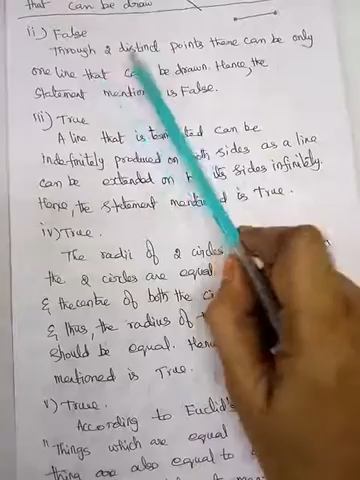 that can be draw
(ii) False
Through 2 distinct points there can be only
one line that can be drawn. Hence, the
Statement is False.
iii) True
A line that is can be
indefinitely produced on both sides as a line
can be extended on its sides infinitely.
Hence, the statement mentioned is True.
iv) True.
The radii of 2 circles
the 2 circles are equal
& the centre of both the
& thus, the radius of
should be equal.
mentioned is True.
v) True.
According to Euclid's
"Things which are equal
thing are also equal to